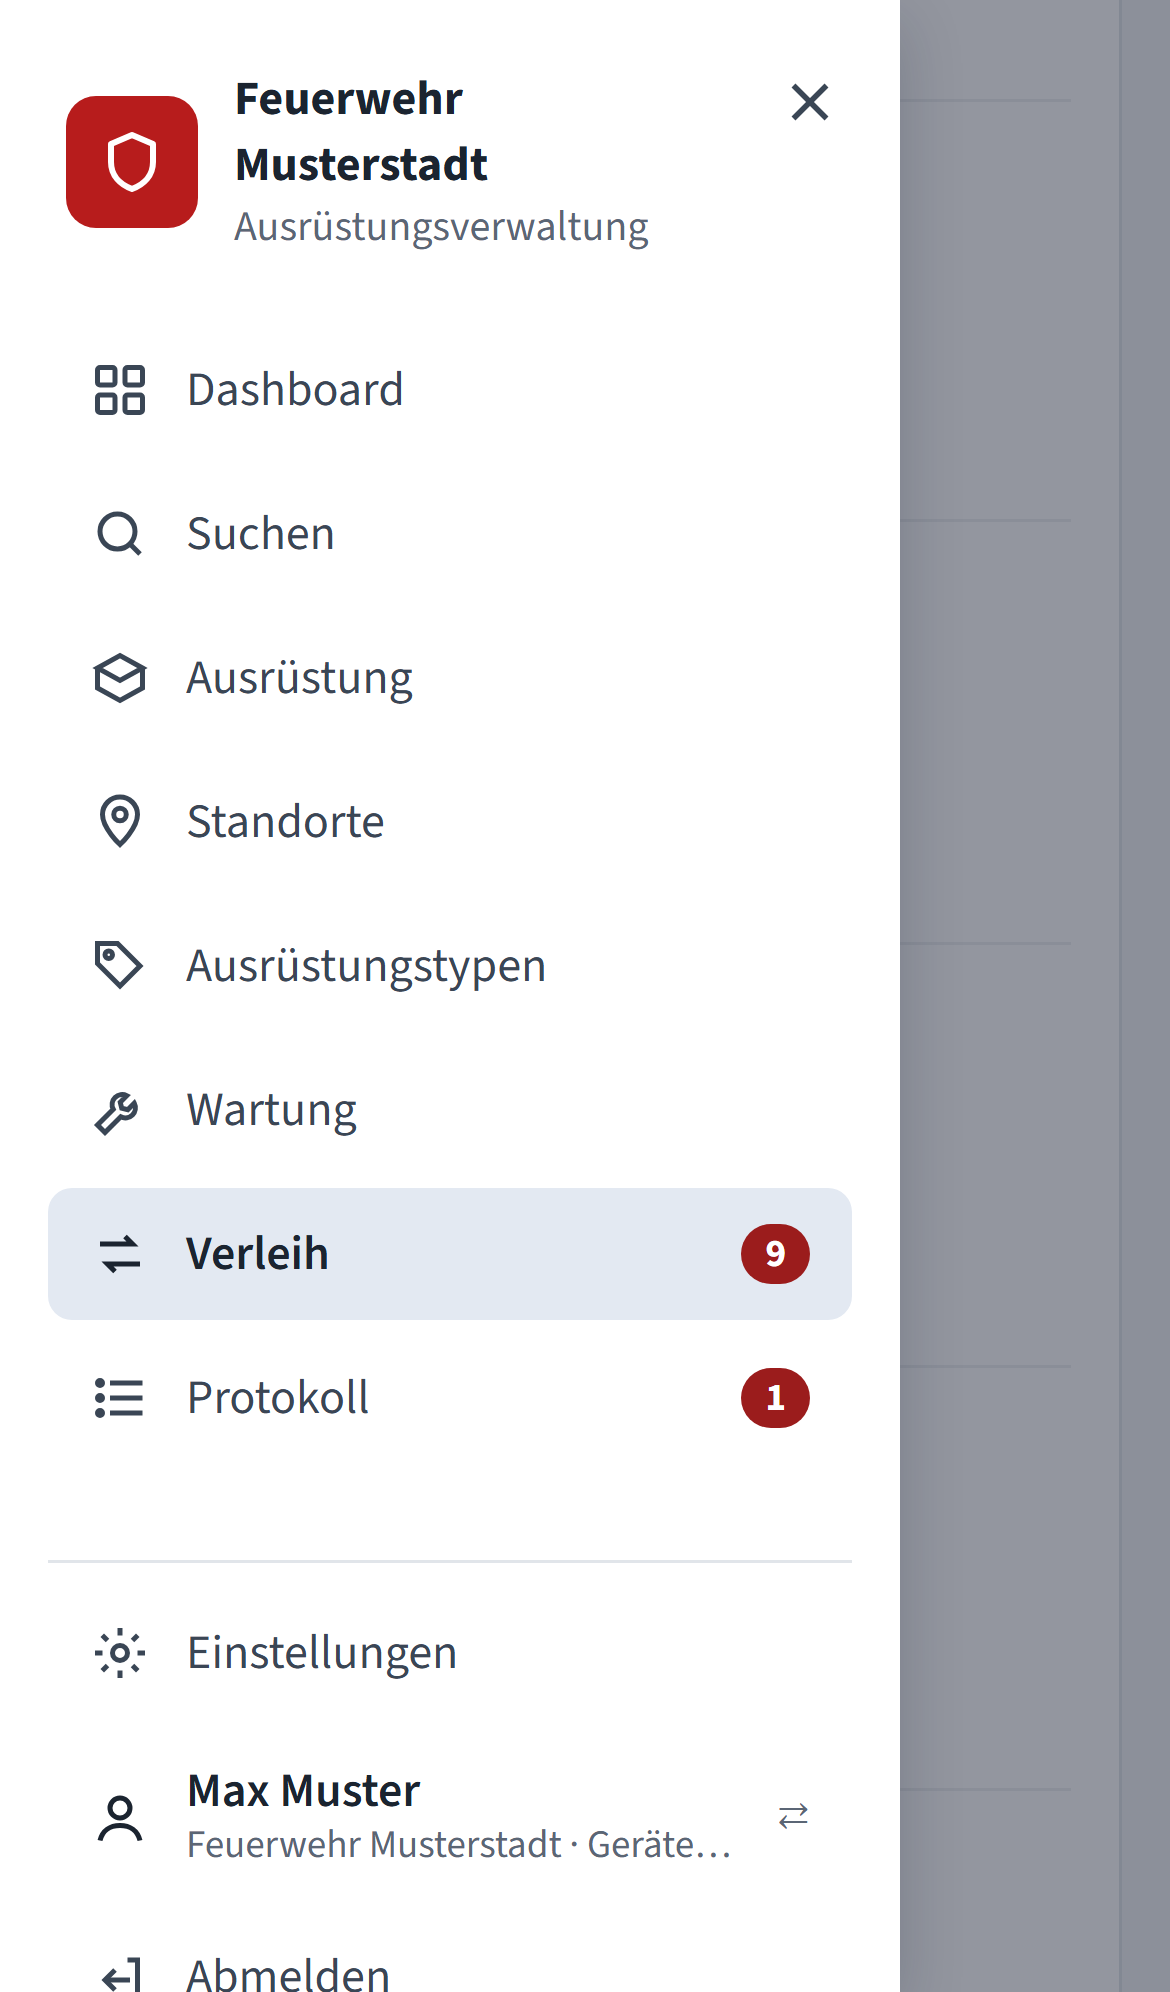 Feuerwehr
Musterstadt
Ausrüstungsverwaltung
Dashboard
Suchen
Ausrüstung
Standorte
Ausrüstungstypen
Wartung
Verleih 9
Protokoll 1
Einstellungen
Max Muster
Feuerwehr Musterstadt · Geräte…
Abmelden